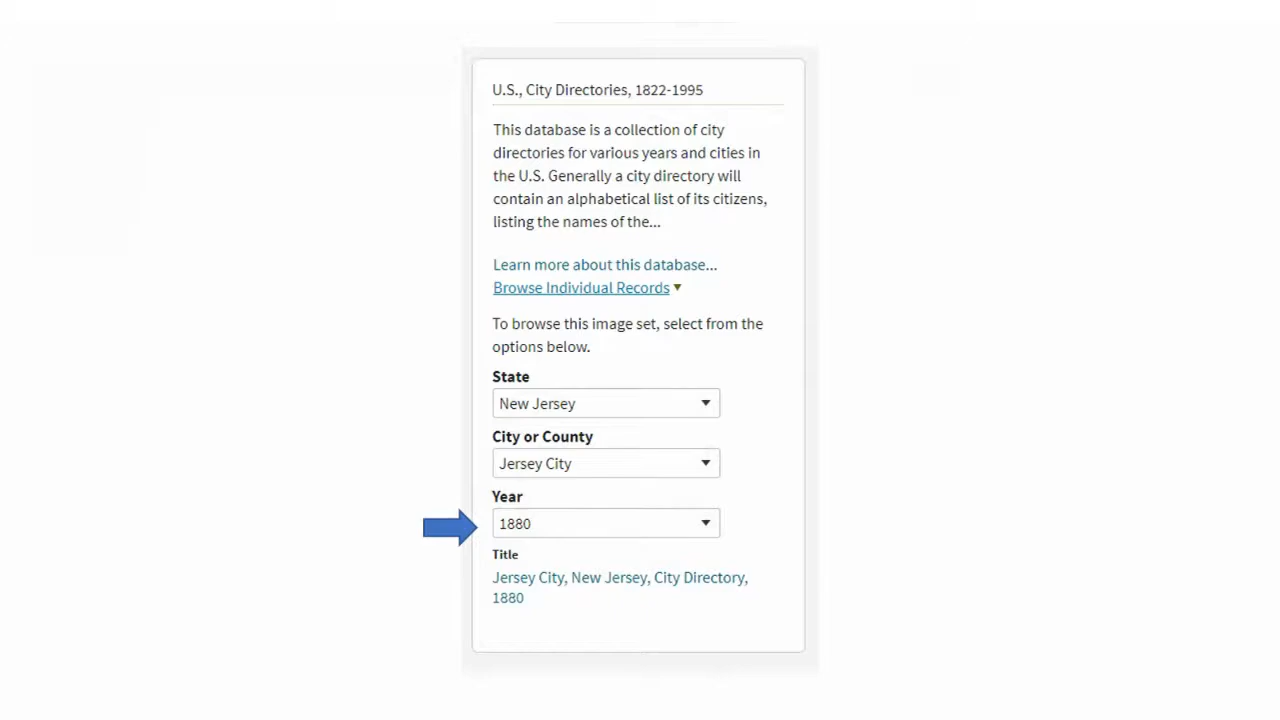 U.S., City Directories, 1822-1995
This database is a collection of city
directories for various years and cities in
the U.S. Generally a city directory will
contain an alphabetical list of its citizens,
listing the names of the...
Learn more about this database...
Browse Individual Records
To browse this image set, select from the
options below.
State
New Jersey
City or County
Jersey City
Year
1880
Title
Jersey City, New Jersey, City Directory,
1880